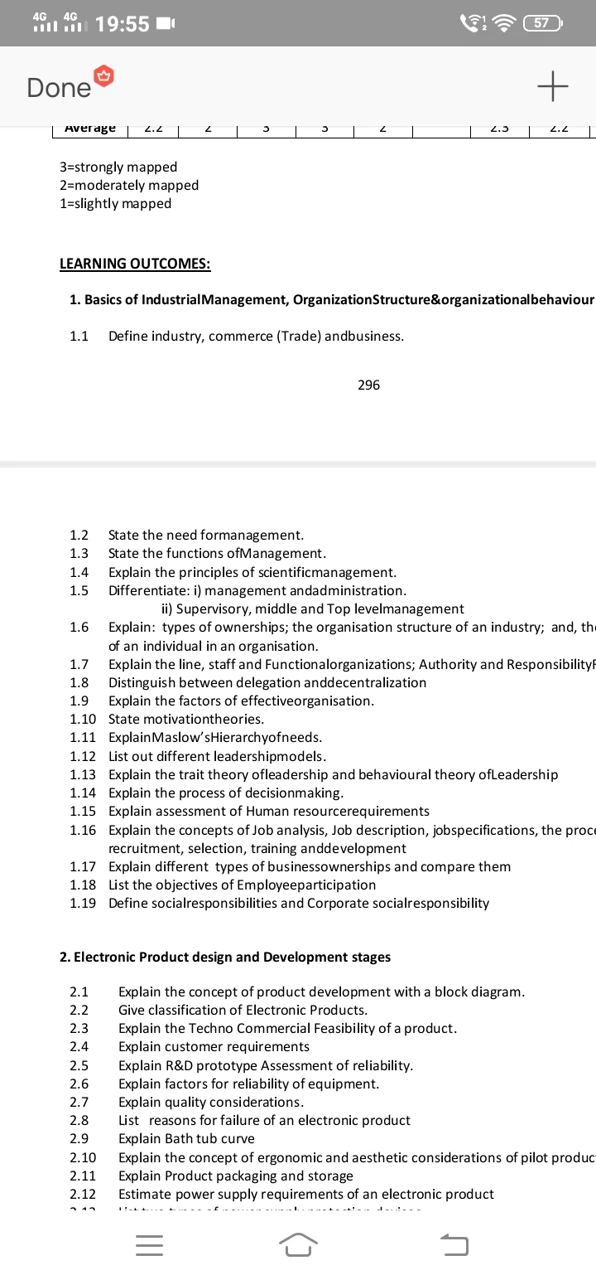 4G 4G 19:55 57
Done
Average 2.2 2 3 3 2 2.3 2.2
3=strongly mapped
2=moderately mapped
1=slightly mapped
LEARNING OUTCOMES:
1. Basics of IndustrialManagement, OrganizationStructure&organizationalbehaviour
1.1 Define industry, commerce (Trade) andbusiness.
296
1.2 State the need formanagement.
1.3 State the functions ofManagement.
1.4 Explain the principles of scientificmanagement.
1.5 Differentiate: i) management andadministration.
ii) Supervisory, middle and Top levelmanagement
1.6 Explain: types of ownerships; the organisation structure of an industry; and, the
of an individual in an organisation.
1.7 Explain the line, staff and Functionalorganizations; Authority and Responsibility
1.8 Distinguish between delegation anddecentralization
1.9 Explain the factors of effectiveorganisation.
1.10 State motivationtheories.
1.11 ExplainMaslow'sHierarchyofneeds.
1.12 List out different leadershipmodels.
1.13 Explain the trait theory ofleadership and behavioural theory ofLeadership
1.14 Explain the process of decisionmaking.
1.15 Explain assessment of Human resourcerequirements
1.16 Explain the concepts of Job analysis, Job description, jobspecifications, the
recruitment, selection, training anddevelopment
1.17 Explain different types of businessownerships and compare them
1.18 List the objectives of Employeeparticipation
1.19 Define socialresponsibilities and Corporate socialresponsibility
2. Electronic Product design and Development stages
2.1 Explain the concept of product development with a block diagram.
2.2 Give classification of Electronic Products.
2.3 Explain the Techno Commercial Feasibility of a product.
2.4 Explain customer requirements
2.5 Explain R&D prototype Assessment of reliability.
2.6 Explain factors for reliability of equipment.
2.7 Explain quality considerations.
2.8 List reasons for failure of an electronic product
2.9 Explain Bath tub curve
2.10 Explain the concept of ergonomic and aesthetic considerations of pilot
2.11 Explain Product packaging and storage
2.12 Estimate power supply requirements of an electronic product